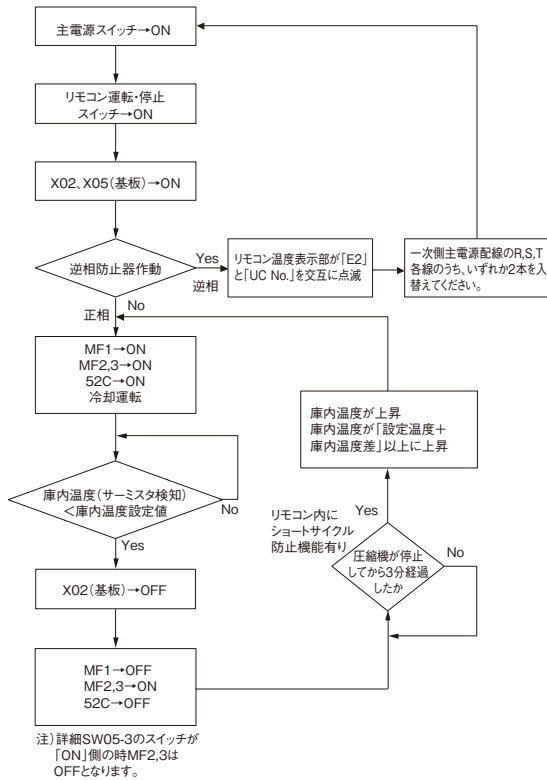 主電源スイッチ→ON
リモコン運転・停止
スイッチ→ON
X02、X05(基板)→ON
逆相防止器作動
Yes
逆相
リモコン温度表示部が「E2」
と「UC No.」を交互に点滅
一次側主電源配線のR,S,T
各線のうち、いずれか2本を入
替えてください。
正相
No
MF1→ON
MF2,3→ON
52C→ON
冷却運転
庫内温度(サーミスタ検知)
<庫内温度設定値
No
Yes
X02(基板)→OFF
MF1→OFF
MF2,3→ON
52C→OFF
注)詳細SW05-3のスイッチが
「ON」側の時MF2,3は
OFFとなります。
庫内温度が上昇
庫内温度が「設定温度+
庫内温度差」以上に上昇
リモコン内に
ショートサイクル
防止機能有り
Yes
圧縮機が停止
してから3分経過
したか
No